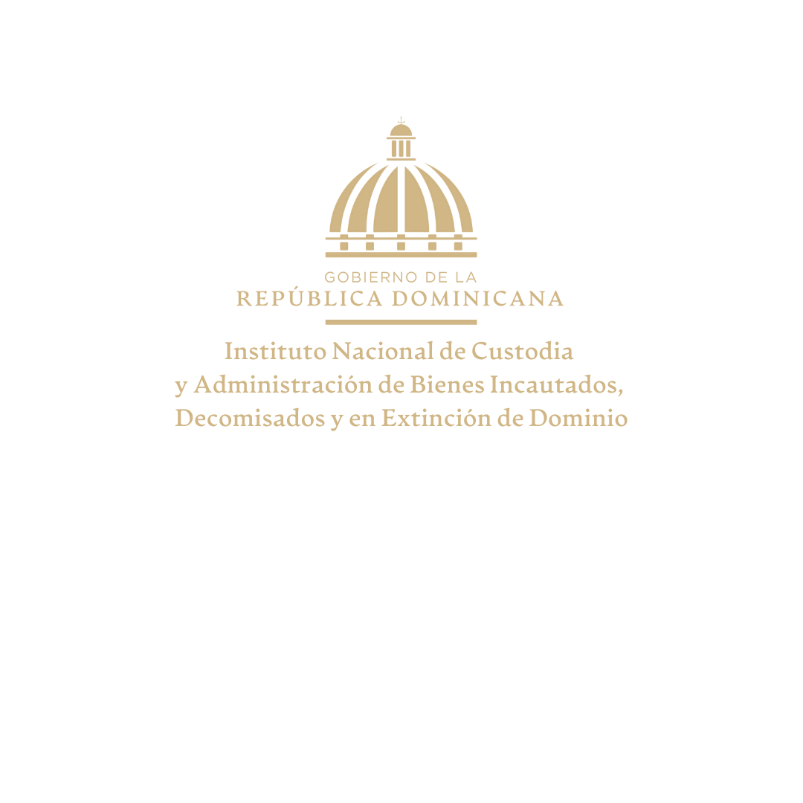 GOBIERNO DE LA
REPÚBLICA DOMINICANA
Instituto Nacional de Custodia
y Administración de Bienes Incautados,
Decomisados y en Extinción de Dominio